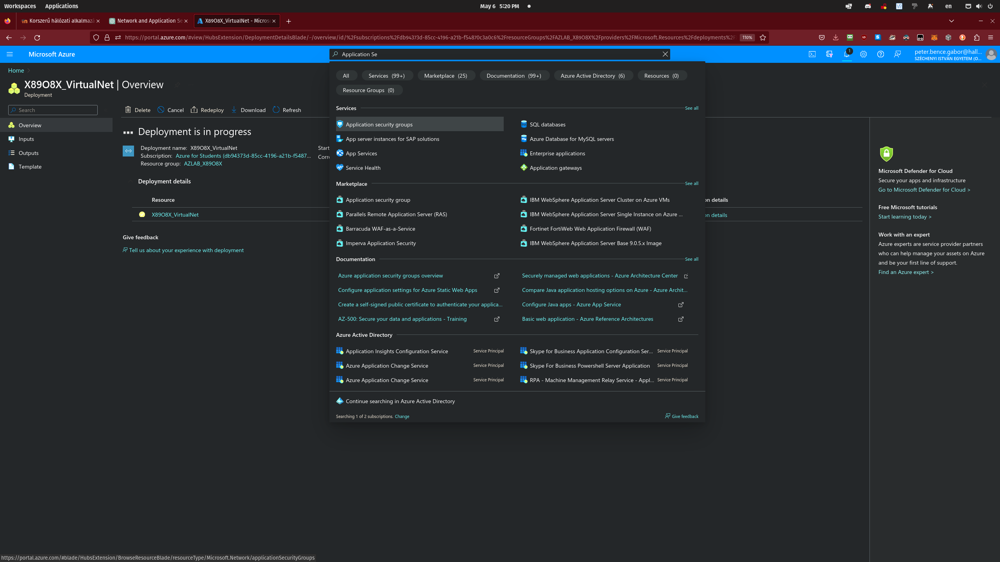 Workspaces Applications May 6 5:20 PM en
Korszerű hálózati alkalmazá Network and Application Se X89O8X_VirtualNet - Micros
https://portal.azure.com/#view/HubsExtension/DeploymentDetailsBlade/~/overview/id/%2Fsubscriptions%2Fdb94373d-85cc-4196-a21b-f54870c3a0c6%2FresourceGroups%2FAZLAB_X89O8X%2Fproviders%2FMicrosoft.Resources%2Fdeployments%2F 110%
Microsoft Azure Application Se 1 peter.bence.gabor@hall...
SZÉCHENYI ISTVÁN EGYETEM (O...
Home
X89O8X_VirtualNet | Overview
Deployment
Search
Overview
Inputs
Outputs
Template
Delete Cancel Redeploy Download Refresh
Deployment is in progress
Deployment name: X89O8X_VirtualNet Start
Subscription: Azure for Students (db94373d-85cc-4196-a21b-f5487... Corre
Resource group: AZLAB_X89O8X
Deployment details
Resource
X89O8X_VirtualNet
on details
on details
Give feedback
Tell us about your experience with deployment
All Services (99+) Marketplace (25) Documentation (99+) Azure Active Directory (6) Resources (0)
Resource Groups (0)
Services See all
Application security groups SQL databases
App server instances for SAP solutions Azure Database for MySQL servers
App Services Enterprise applications
Service Health Application gateways
Marketplace See all
Application security group IBM WebSphere Application Server Cluster on Azure VMs
Parallels Remote Application Server (RAS) IBM WebSphere Application Server Single Instance on Azure ...
Barracuda WAF-as-a-Service Fortinet FortiWeb Web Application Firewall (WAF)
Imperva Application Security IBM WebSphere Application Server Base 9.0.5.x Image
Documentation See all
Azure application security groups overview Securely managed web applications - Azure Architecture Center
Configure application settings for Azure Static Web Apps Compare Java application hosting options on Azure - Azure Archit...
Create a self-signed public certificate to authenticate your applica... Configure Java apps - Azure App Service
AZ-500: Secure your data and applications - Training Basic web application - Azure Reference Architectures
Azure Active Directory
Application Insights Configuration Service Service Principal Skype for Business Application Configuration Ser... Service Principal
Azure Application Change Service Service Principal Skype For Business Powershell Server Application Service Principal
Azure Application Change Service Service Principal RPA - Machine Management Relay Service - Appl... Service Principal
Continue searching in Azure Active Directory
Searching 1 of 2 subscriptions. Change Give feedback
Microsoft Defender for Cloud
Secure your apps and infrastructure
Go to Microsoft Defender for Cloud >
Free Microsoft tutorials
Start learning today >
Work with an expert
Azure experts are service provider partners
who can help manage your assets on Azure
and be your first line of support.
Find an Azure expert >
https://portal.azure.com/#blade/HubsExtension/BrowseResourceBlade/resourceType/Microsoft.Network/applicationSecurityGroups